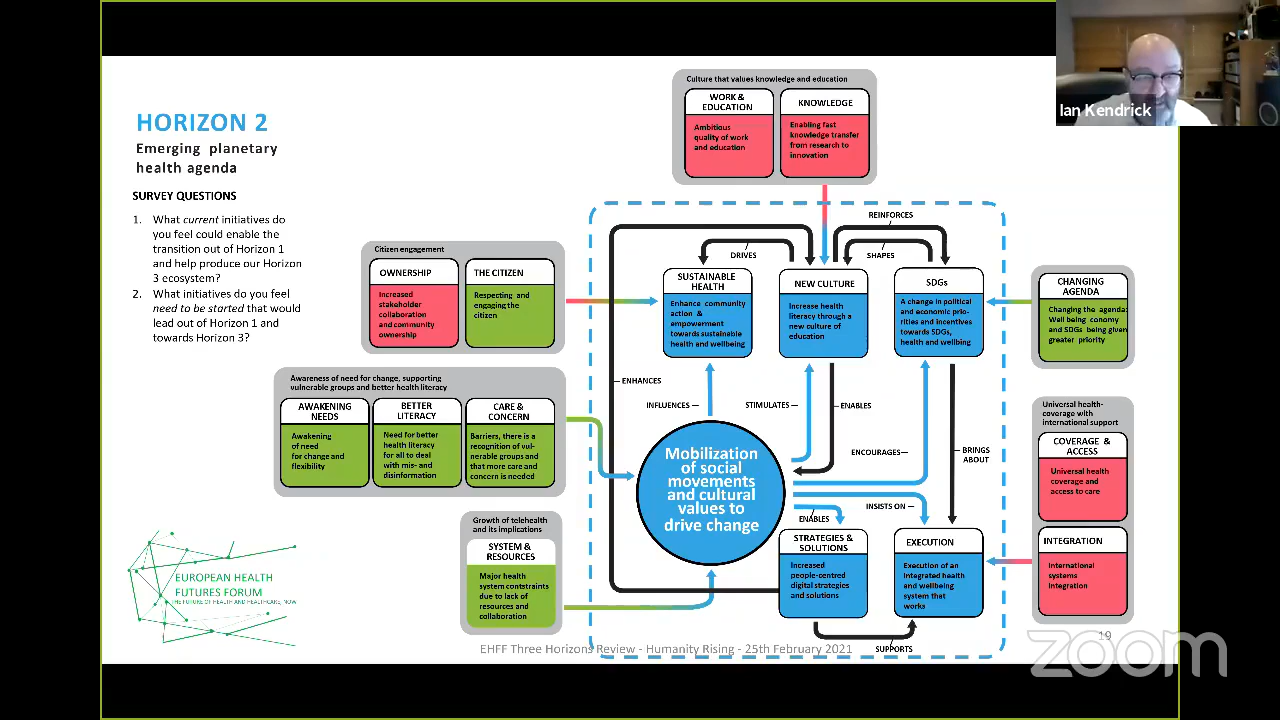 Ian Kendrick
HORIZON 2
Emerging planetary
health agenda
SURVEY QUESTIONS
1. What current initiatives do
you feel could enable the
transition out of Horizon 1
and help produce our Horizon
3 ecosystem?
2. What initiatives do you feel
need to be started that would
lead out of Horizon 1 and
towards Horizon 3?
Culture that values knowledge and education
WORK &
EDUCATION
Ambitious
quality of work
and education
KNOWLEDGE
Enabling fast
knowledge transfer
from research to
innovation
Citizen engagement
OWNERSHIP
Increased
stakeholder
collaboration
and community
ownership
THE CITIZEN
Respecting and
engaging the
citizen
Awareness of need for change, supporting
vulnerable groups and better health literacy
AWAKENING
NEEDS
Awakening
of need
for change and
flexibility
BETTER
LITERACY
Need for better
health literacy
for all to deal
with mis- and
disinformation
CARE &
CONCERN
Barriers, there is a
recognition of vul-
nerable groups and
that more care and
concern is needed
Growth of telehealth
and its implications
SYSTEM &
RESOURCES
Major health
system contstraints
due to lack of
resources and
collaboration
REINFORCES
DRIVES
SHAPES
SUSTAINABLE
HEALTH
Enhance community
action &
empowerment
towards sustainable
health and wellbeing
NEW CULTURE
Increase health
literacy through a
new culture of
education
SDGs
A change in political
and economic prio-
rities and incentives
towards SDGs,
health and wellbing
ENHANCES
INFLUENCES
STIMULATES
ENABLES
ENCOURAGES
BRINGS
ABOUT
INSISTS ON
ENABLES
Mobilization
of social
movements
and cultural
values to
drive change
STRATEGIES &
SOLUTIONS
Increased
people-centred
digital strategies
and solutions
EXECUTION
Execution of an
integrated health
and wellbeing
system that
works
SUPPORTS
CHANGING
AGENDA
Changing the agenda:
Well being conomy
and SDGs being given
greater priority
Universal health-
coverage with
international support
COVERAGE &
ACCESS
Universal health
coverage and
access to care
INTEGRATION
International
systems
integration
EUROPEAN HEALTH
FUTURES FORUM
THE FUTURE OF HEALTH AND HEALTHCARE, NOW
EHFF Three Horizons Review - Humanity Rising - 25th February 2021
19
zoom